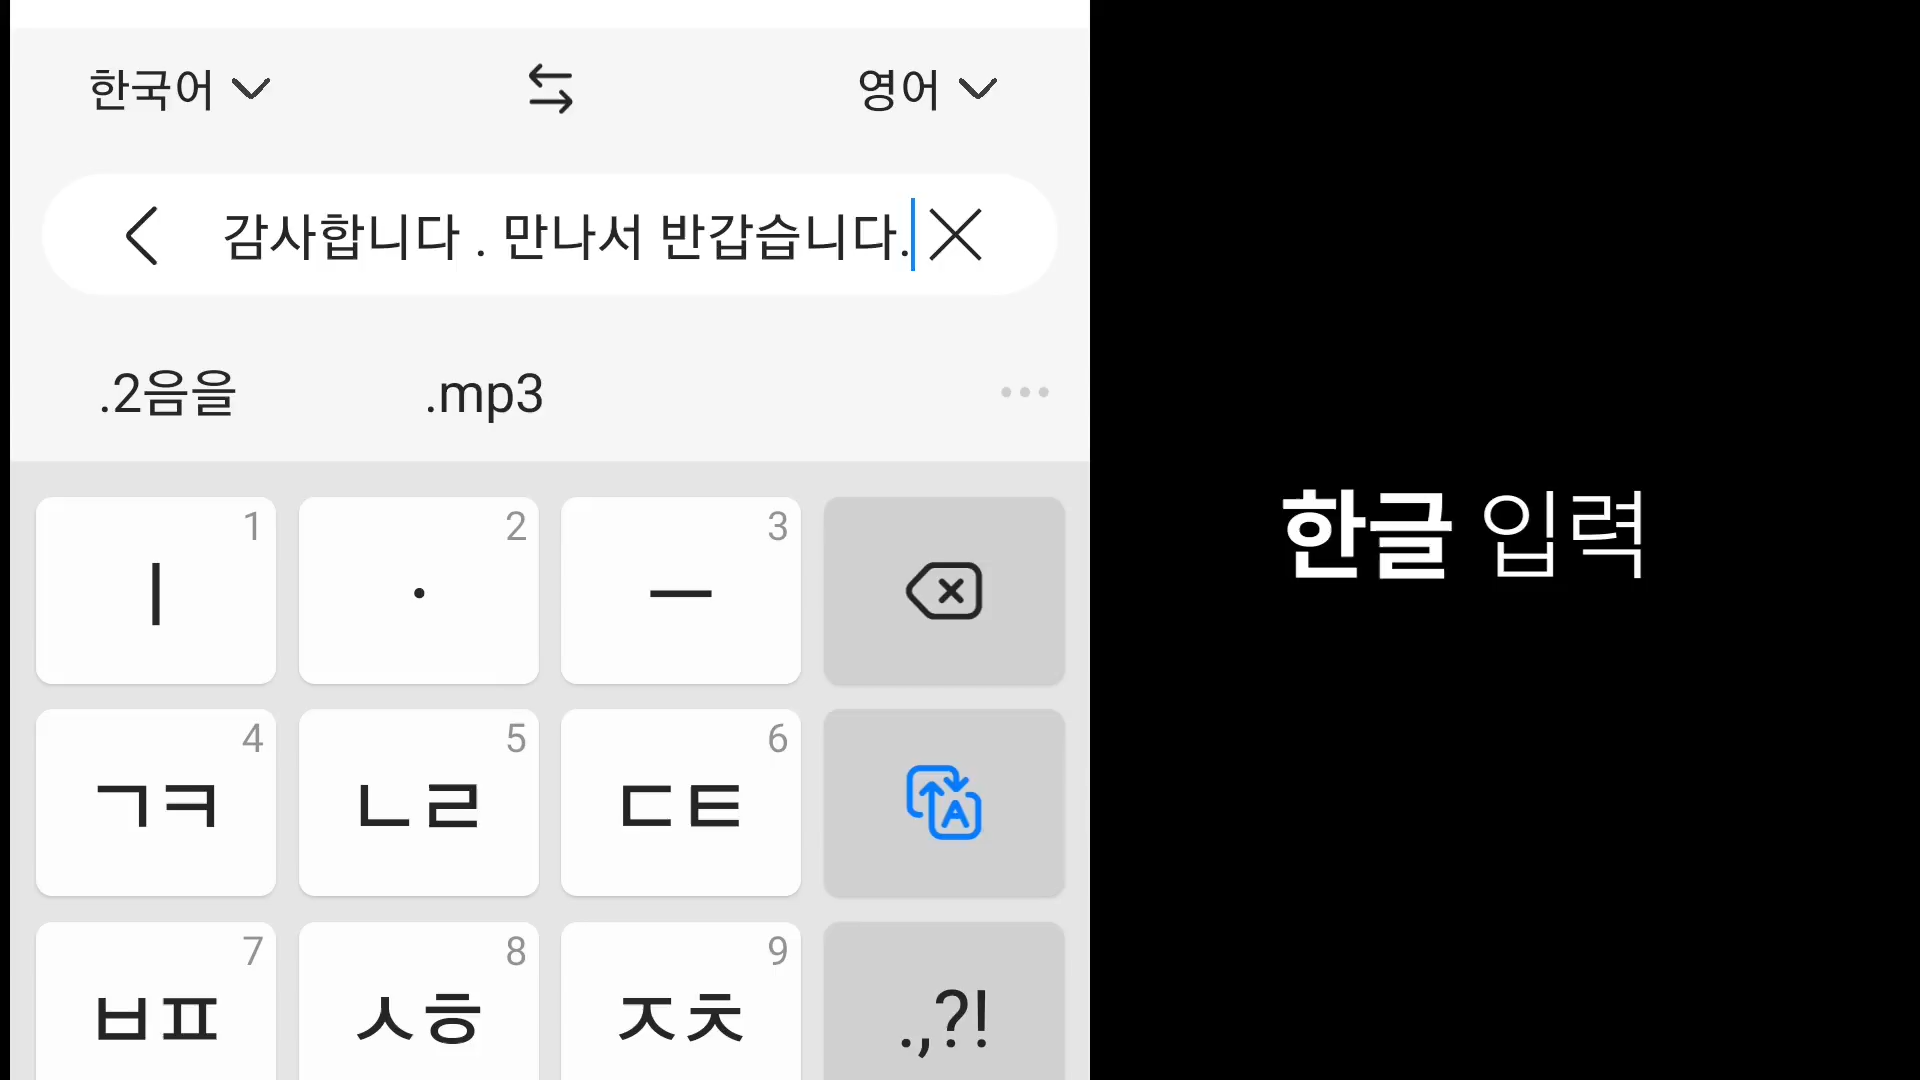 한국어 영어
감사합니다 . 만나서 반갑습니다.
.2음을 .mp3
1 2 3
ㅣ · ㅡ
4 5 6
ㄱㅋ ㄴㄹ ㄷㅌ A
7 8 9
ㅂㅍ ㅅㅎ ㅈㅊ .,?!
한글 입력